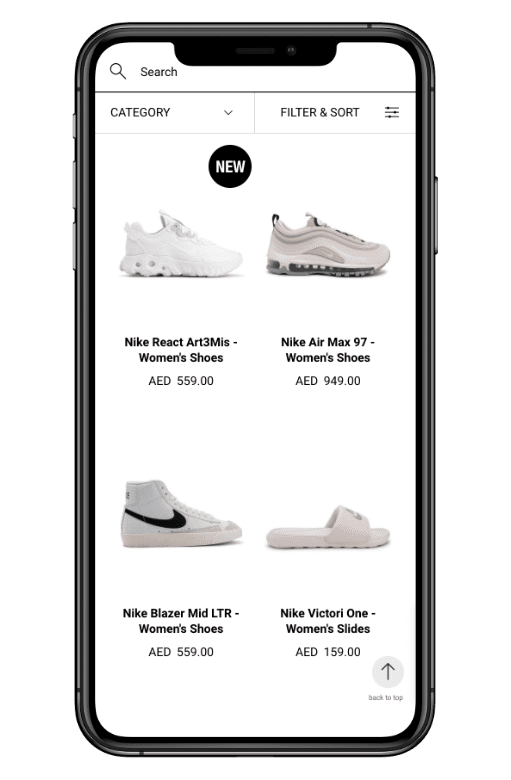 Search
CATEGORY
FILTER & SORT
NEW
Nike React Art3Mis -
Women's Shoes
AED 559.00
Nike Air Max 97 -
Women's Shoes
AED 949.00
Nike Blazer Mid LTR -
Women's Shoes
AED 559.00
Nike Victori One -
Women's Slides
AED 159.00
back to top